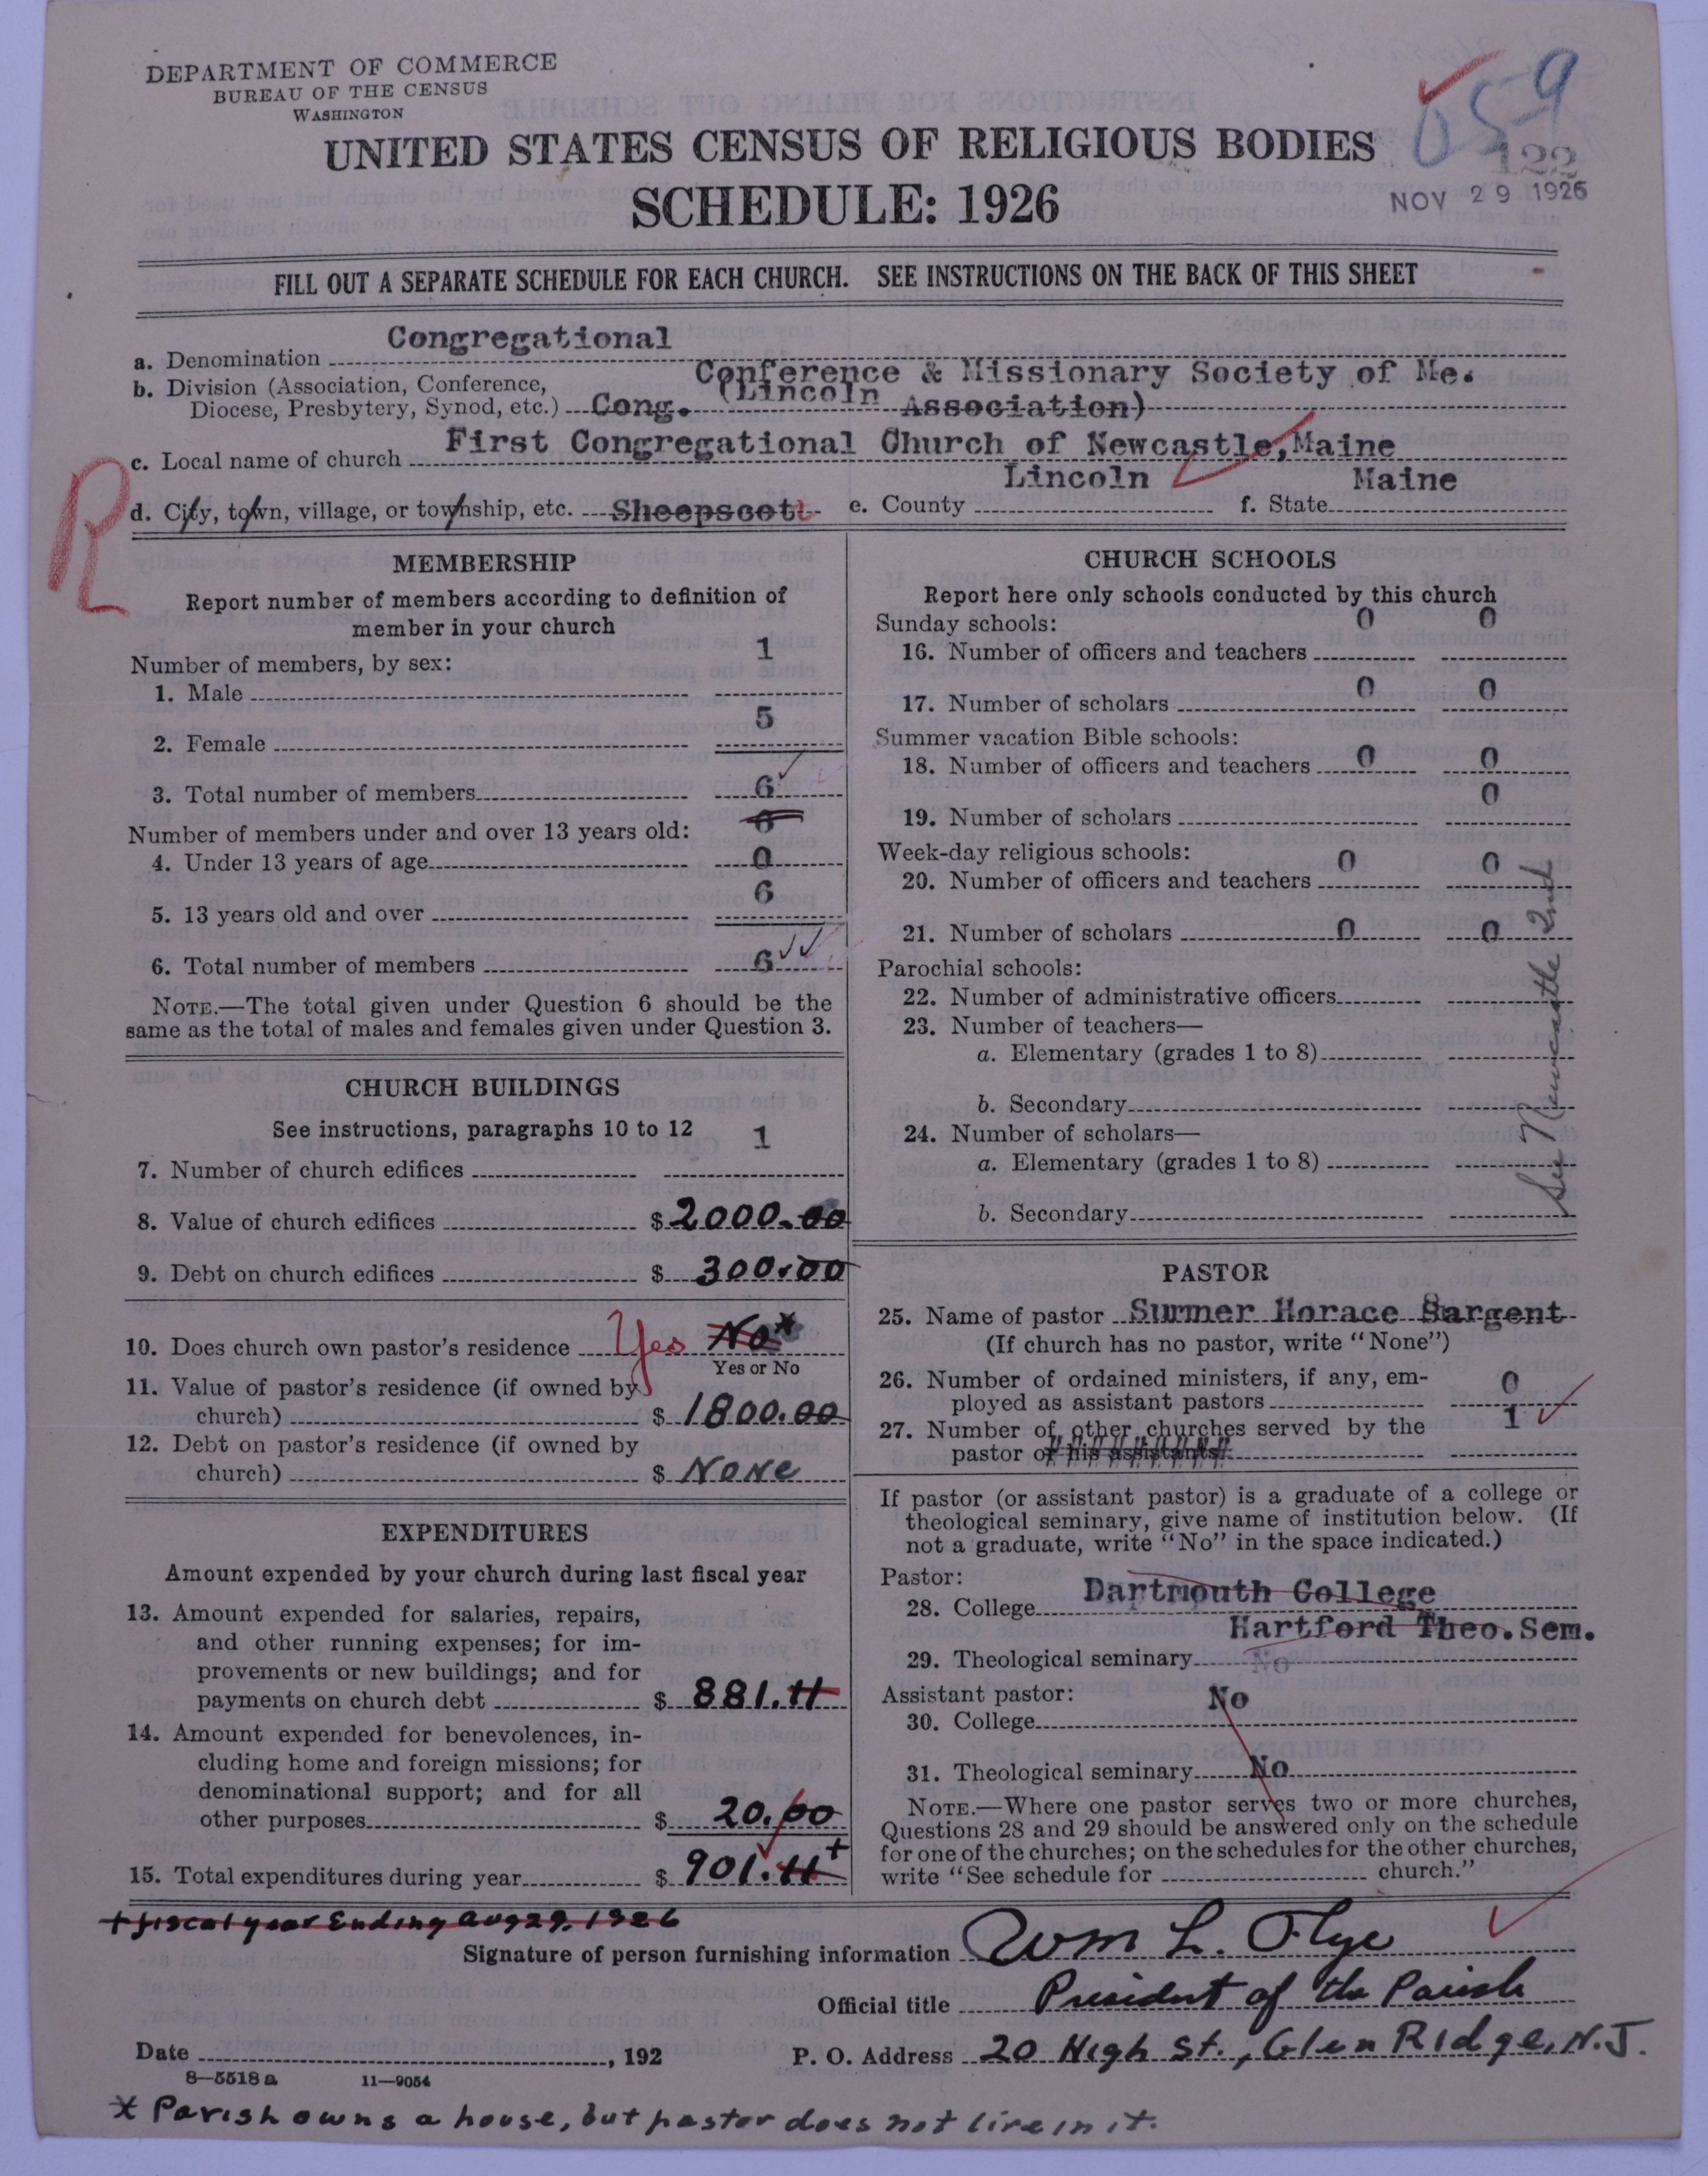 DEPARTMENT OF COMMERCE
BUREAU OF THE CENSUS
WASHINGTON
UNITED STATES CENSUS OF RELIGIOUS BODIES
SCHEDULE: 1926
122
NOV 29 1926
FILL OUT A SEPARATE SCHEDULE FOR EACH CHURCH. SEE INSTRUCTIONS ON THE BACK OF THIS SHEET
a. Denomination Congregational
b. Division (Association, Conference, Conference & Missionary Society of Me.
Diocese, Presbytery, Synod, etc.) Cong. (Lincoln Association)
c. Local name of church First Congregational Church of Newcastle, Maine
d. City, town, village, or township, etc. Sheepscott e. County Lincoln f. State Maine
R
MEMBERSHIP
Report number of members according to definition of
member in your church
Number of members, by sex:
1. Male 1
2. Female 5
3. Total number of members 6
Number of members under and over 13 years old: 6
4. Under 13 years of age 0
5. 13 years old and over 6
6. Total number of members 6
NOTE.—The total given under Question 6 should be the
same as the total of males and females given under Question 3.
CHURCH BUILDINGS
See instructions, paragraphs 10 to 12
7. Number of church edifices 1
8. Value of church edifices $ 2000.00
9. Debt on church edifices $ 300.00
10. Does church own pastor's residence Yes No*
Yes or No
11. Value of pastor's residence (if owned by
church) $ 1800.00
12. Debt on pastor's residence (if owned by
church) $ None
EXPENDITURES
Amount expended by your church during last fiscal year
13. Amount expended for salaries, repairs,
and other running expenses; for im-
provements or new buildings; and for
payments on church debt $ 881.11
14. Amount expended for benevolences, in-
cluding home and foreign missions; for
denominational support; and for all
other purposes $ 20.00
15. Total expenditures during year $ 901.11+
+ fiscal year Ending Aug 29, 1926
CHURCH SCHOOLS
Report here only schools conducted by this church
Sunday schools: 0 0
16. Number of officers and teachers
17. Number of scholars 0 0
Summer vacation Bible schools:
18. Number of officers and teachers 0 0
19. Number of scholars 0
Week-day religious schools:
20. Number of officers and teachers 0 0
21. Number of scholars 0 0
Parochial schools:
22. Number of administrative officers
23. Number of teachers—
a. Elementary (grades 1 to 8)
b. Secondary
24. Number of scholars—
a. Elementary (grades 1 to 8)
b. Secondary
See Newcastle 2nd
PASTOR
25. Name of pastor Surmer Horace Sargent
(If church has no pastor, write "None")
26. Number of ordained ministers, if any, em-
ployed as assistant pastors 0
27. Number of other churches served by the 1
pastor or his assistants
If pastor (or assistant pastor) is a graduate of a college or
theological seminary, give name of institution below. (If
not a graduate, write "No" in the space indicated.)
Pastor:
28. College Dartmouth College
Hartford Theo. Sem.
29. Theological seminary No
Assistant pastor:
30. College No
31. Theological seminary No
NOTE.—Where one pastor serves two or more churches,
Questions 28 and 29 should be answered only on the schedule
for one of the churches; on the schedules for the other churches,
write "See schedule for church."
Signature of person furnishing information Wm L. Flye
Official title President of the Parish
Date , 192
P. O. Address 20 High St., Glen Ridge, N.J.
8—5518 a 11—9054
* Parish owns a house, but pastor does not live in it.